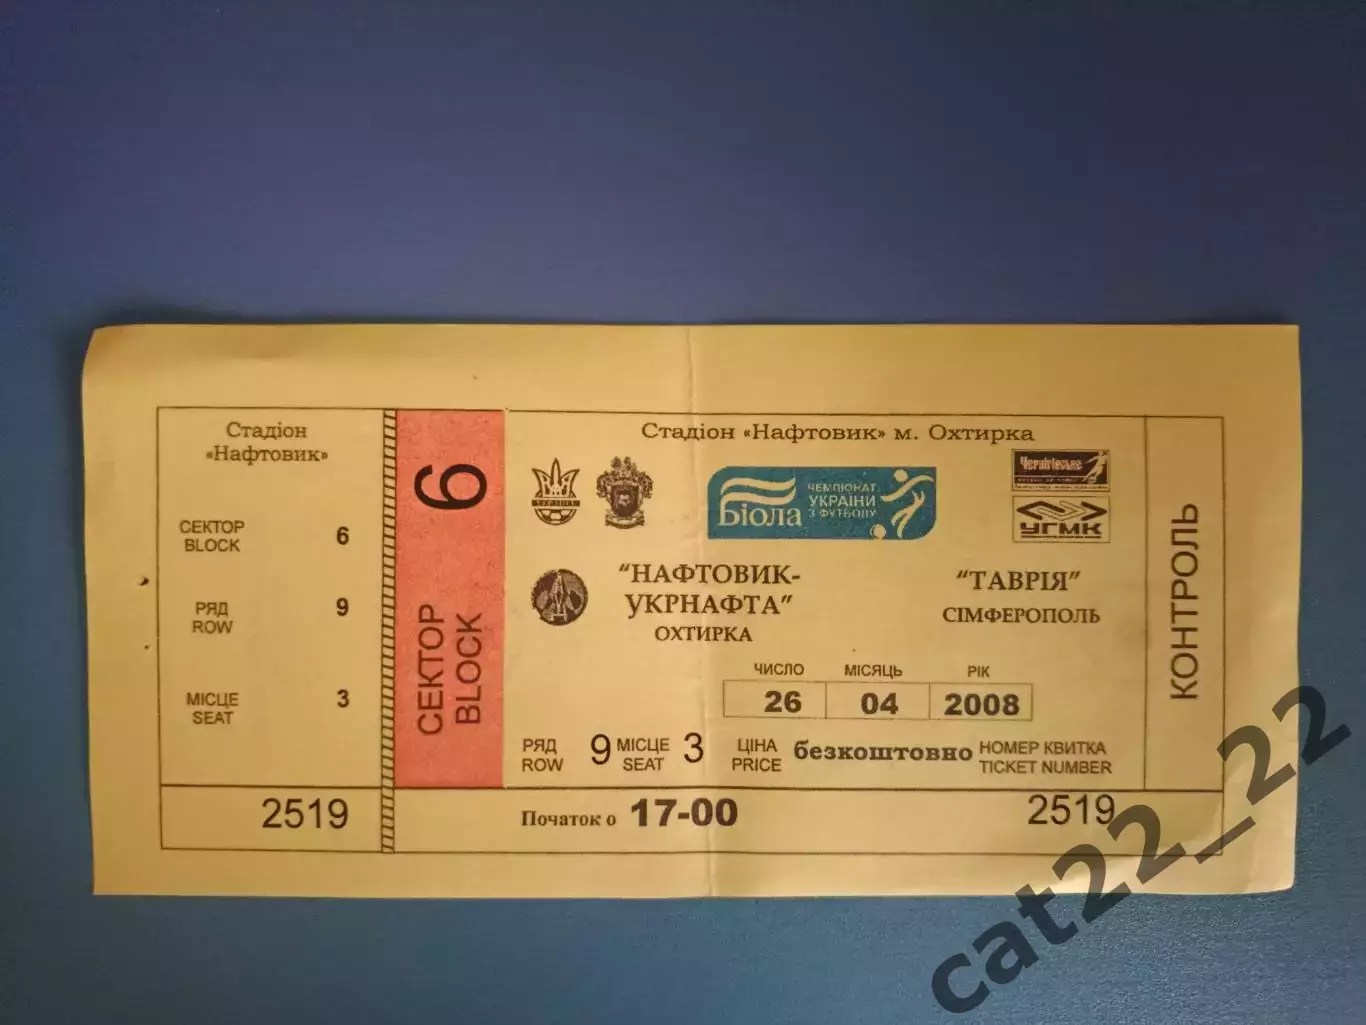 Стадіон
«Нафтовик»
СЕКТОР 6
BLOCK
РЯД 9
ROW
МІСЦЕ 3
SEAT
2519
СЕКТОР 6
BLOCK
Стадіон «Нафтовик» м. Охтирка
УКРАЇНА
Біола
ЧЕМПІОНАТ
УКРАЇНИ
З ФУТБОЛУ
Чернігівське
УГМК
"НАФТОВИК-
УКРНАФТА"
ОХТИРКА
"ТАВРІЯ"
СІМФЕРОПОЛЬ
ЧИСЛО МІСЯЦЬ РІК
26 04 2008
РЯД 9 МІСЦЕ 3 ЦІНА безкоштовно НОМЕР КВИТКА
ROW SEAT PRICE TICKET NUMBER
Початок о 17-00 2519
КОНТРОЛЬ
cat22_22